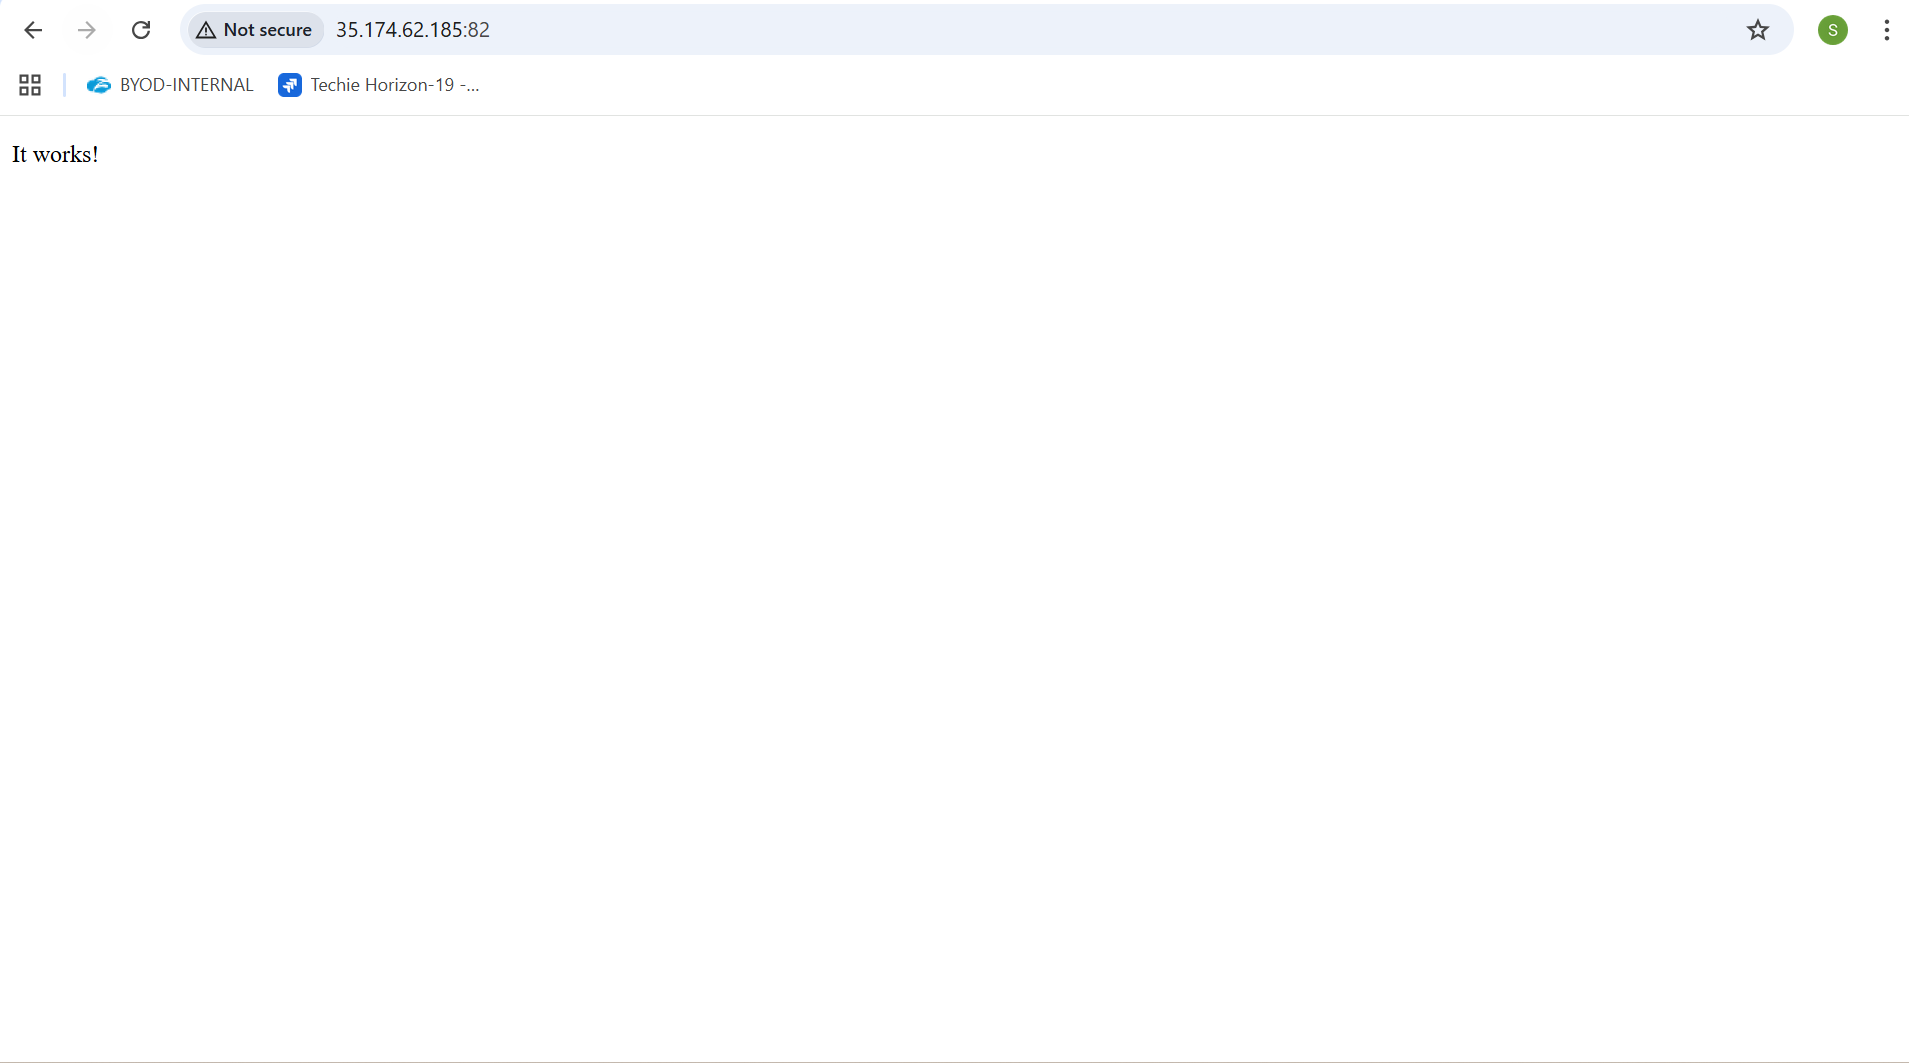 Not secure 35.174.62.185:82 S
BYOD-INTERNAL Techie Horizon-19 -...
It works!